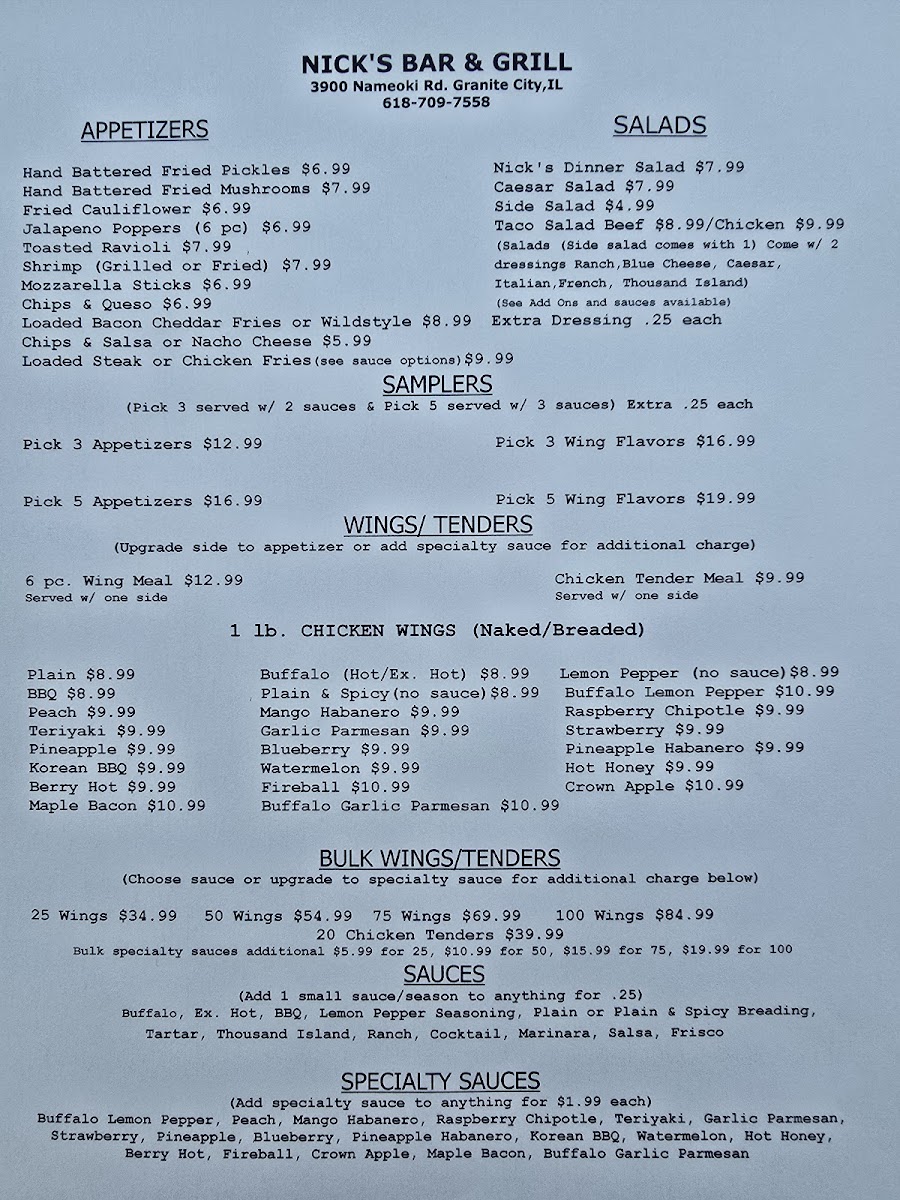 NICK'S BAR & GRILL
3900 Nameoki Rd. Granite City,IL
618-709-7558
APPETIZERS
Hand Battered Fried Pickles $6.99
Hand Battered Fried Mushrooms $7.99
Fried Cauliflower $6.99
Jalapeno Poppers (6 pc) $6.99
Toasted Ravioli $7.99
Shrimp (Grilled or Fried) $7.99
Mozzarella Sticks $6.99
Chips & Queso $6.99
Loaded Bacon Cheddar Fries or Wildstyle $8.99
Chips & Salsa or Nacho Cheese $5.99
Loaded Steak or Chicken Fries(see sauce options)$9.99
SALADS
Nick's Dinner Salad $7.99
Caesar Salad $7.99
Side Salad $4.99
Taco Salad Beef $8.99/Chicken $9.99
(Salads (Side salad comes with 1) Come w/ 2
dressings Ranch,Blue Cheese, Caesar,
Italian,French, Thousand Island)
(See Add Ons and sauces available)
Extra Dressing .25 each
SAMPLERS
(Pick 3 served w/ 2 sauces & Pick 5 served w/ 3 sauces) Extra .25 each
Pick 3 Appetizers $12.99
Pick 3 Wing Flavors $16.99
Pick 5 Appetizers $16.99
Pick 5 Wing Flavors $19.99
WINGS/ TENDERS
(Upgrade side to appetizer or add specialty sauce for additional charge)
6 pc. Wing Meal $12.99
Served w/ one side
Chicken Tender Meal $9.99
Served w/ one side
1 lb. CHICKEN WINGS (Naked/Breaded)
Plain $8.99
BBQ $8.99
Peach $9.99
Teriyaki $9.99
Pineapple $9.99
Korean BBQ $9.99
Berry Hot $9.99
Maple Bacon $10.99
Buffalo (Hot/Ex. Hot) $8.99
Plain & Spicy(no sauce)$8.99
Mango Habanero $9.99
Garlic Parmesan $9.99
Blueberry $9.99
Watermelon $9.99
Fireball $10.99
Buffalo Garlic Parmesan $10.99
Lemon Pepper (no sauce)$8.99
Buffalo Lemon Pepper $10.99
Raspberry Chipotle $9.99
Strawberry $9.99
Pineapple Habanero $9.99
Hot Honey $9.99
Crown Apple $10.99
BULK WINGS/TENDERS
(Choose sauce or upgrade to specialty sauce for additional charge below)
25 Wings $34.99 50 Wings $54.99 75 Wings $69.99 100 Wings $84.99
20 Chicken Tenders $39.99
Bulk specialty sauces additional $5.99 for 25, $10.99 for 50, $15.99 for 75, $19.99 for 100
SAUCES
(Add 1 small sauce/season to anything for .25)
Buffalo, Ex. Hot, BBQ, Lemon Pepper Seasoning, Plain or Plain & Spicy Breading,
Tartar, Thousand Island, Ranch, Cocktail, Marinara, Salsa, Frisco
SPECIALTY SAUCES
(Add specialty sauce to anything for $1.99 each)
Buffalo Lemon Pepper, Peach, Mango Habanero, Raspberry Chipotle, Teriyaki, Garlic Parmesan,
Strawberry, Pineapple, Blueberry, Pineapple Habanero, Korean BBQ, Watermelon, Hot Honey,
Berry Hot, Fireball, Crown Apple, Maple Bacon, Buffalo Garlic Parmesan